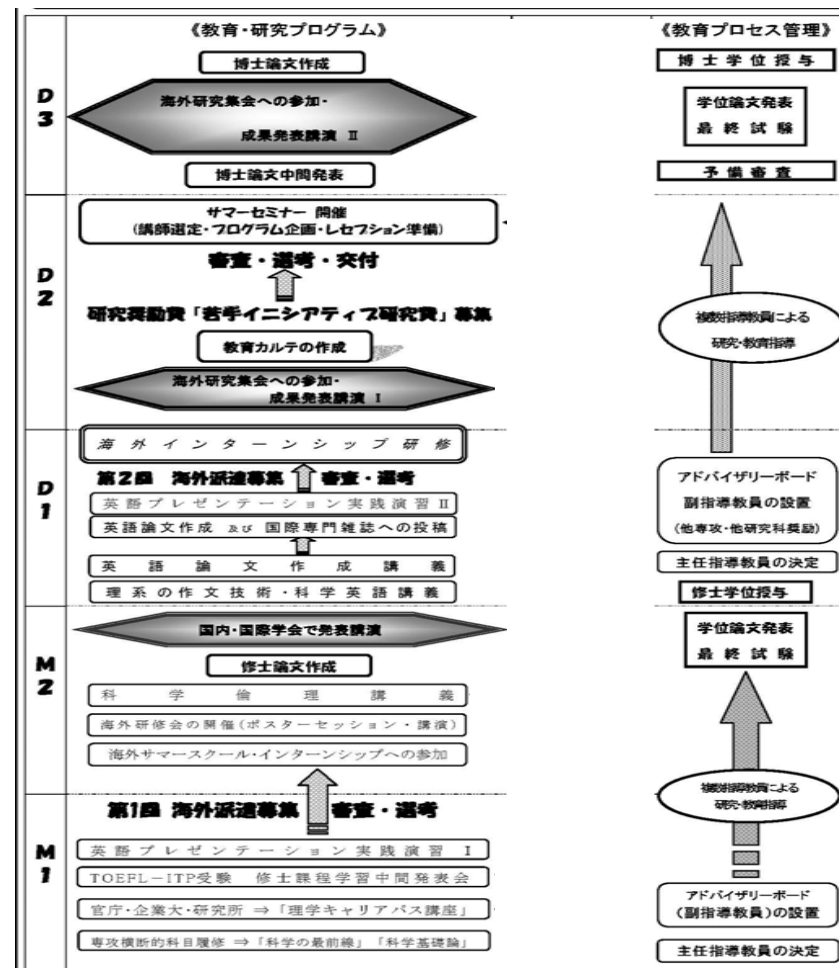 《教育・研究プログラム》
《教育プロセス管理》
D3
博士論文作成
海外研究集会への参加・
成果発表講演 Ⅱ
博士論文中間発表
博士学位授与
学位論文発表
最終試験
予備審査
D2
サマーセミナー 開催
(講師選定・プログラム企画・レセプション準備)
審査・選考・交付
研究奨励費「若手イニシアティブ研究費」募集
教育カルテの作成
海外研究集会への参加・
成果発表講演 Ⅰ
複数指導教員による
研究・教育指導
D1
海外インターンシップ研修
第2回 海外派遣募集 審査・選考
英語プレゼンテーション実践演習Ⅱ
英語論文作成 及び 国際専門雑誌への投稿
英語論文作成講義
理系の作文技術・科学英語講義
アドバイザリーボード
副指導教員の設置
(他専攻・他研究科奨励)
主任指導教員の決定
修士学位授与
M2
国内・国際学会で発表講演
修士論文作成
科学倫理講義
海外研修会の開催(ポスターセッション・講演)
海外サマースクール・インターンシップへの参加
学位論文発表
最終試験
複数指導教員による
研究・教育指導
M1
第1回 海外派遣募集 審査・選考
英語プレゼンテーション実践演習 Ⅰ
TOEFL-ITP受験 修士課程学習中間発表会
官庁・企業大・研究所 ⇒「理学キャリアパス講座」
専攻横断的科目履修 ⇒「科学の最前線」「科学基礎論」
アドバイザリーボード
(副指導教員)の設置
主任指導教員の決定